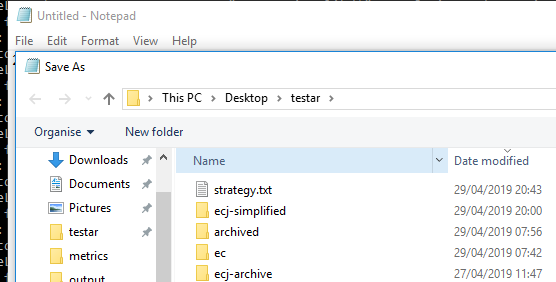 Untitled - Notepad
File Edit Format View Help
Save As
This PC > Desktop > testar >
Organise New folder
Downloads
Documents
Pictures
testar
metrics
output
Name Date modified
strategy.txt 29/04/2019 20:43
ecj-simplified 29/04/2019 20:00
archived 29/04/2019 07:56
ec 29/04/2019 07:42
ecj-archive 27/04/2019 11:47